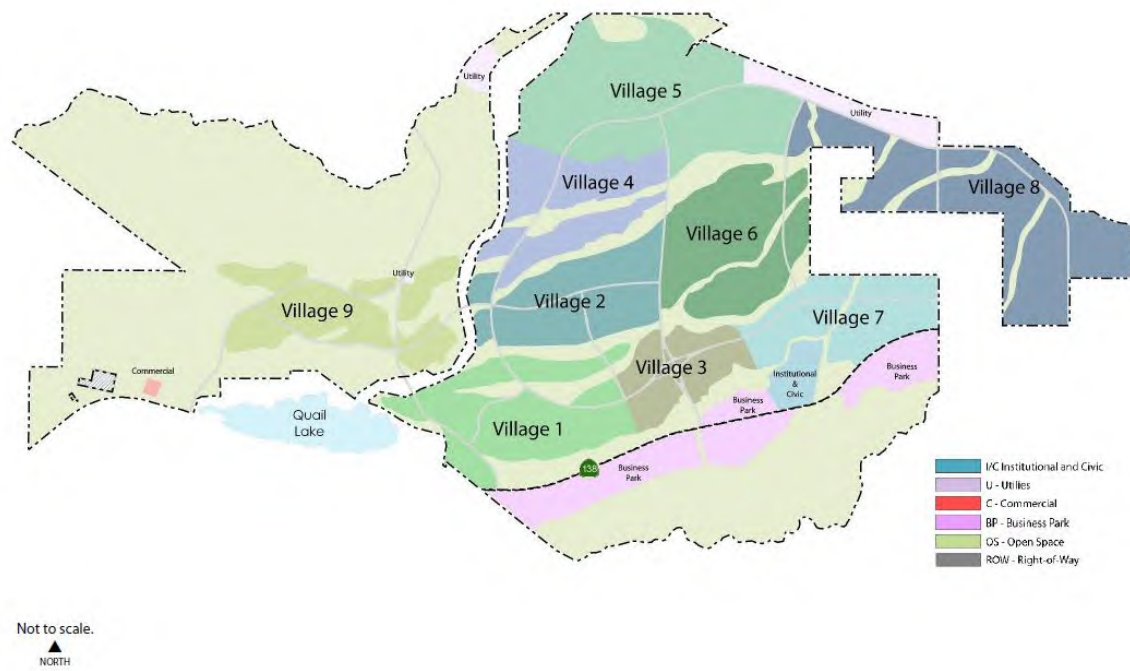 Utility
Village 5
Utility
Village 4
Village 8
Village 6
Utility
Village 2
Village 9
Village 7
Commercial
Village 3
Institutional
&
Civic
Business
Park
Business
Park
Quail
Lake
Village 1
138
Business
Park
I/C Institutional and Civic
U - Utilies
C - Commercial
BP - Business Park
OS - Open Space
ROW - Right-of-Way
Not to scale.
NORTH